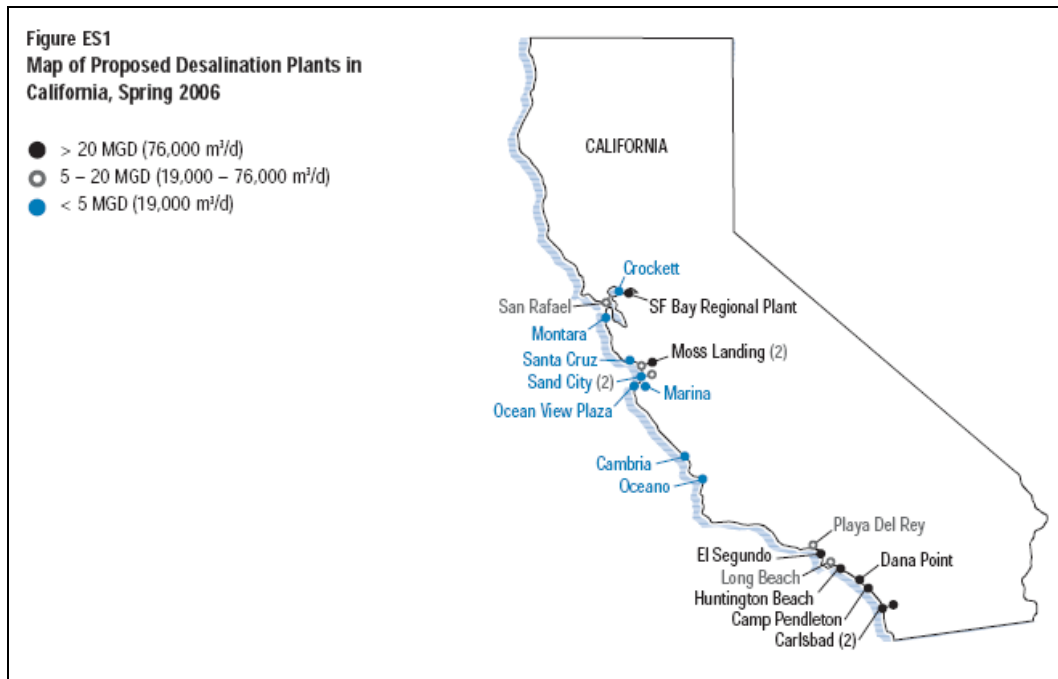 Figure ES1
Map of Proposed Desalination Plants in
California, Spring 2006
> 20 MGD (76,000 m³/d)
5 – 20 MGD (19,000 – 76,000 m³/d)
< 5 MGD (19,000 m³/d)
CALIFORNIA
Crockett
San Rafael
SF Bay Regional Plant
Montara
Moss Landing (2)
Santa Cruz
Sand City (2)
Marina
Ocean View Plaza
Cambria
Oceano
Playa Del Rey
El Segundo
Dana Point
Long Beach
Huntington Beach
Camp Pendleton
Carlsbad (2)